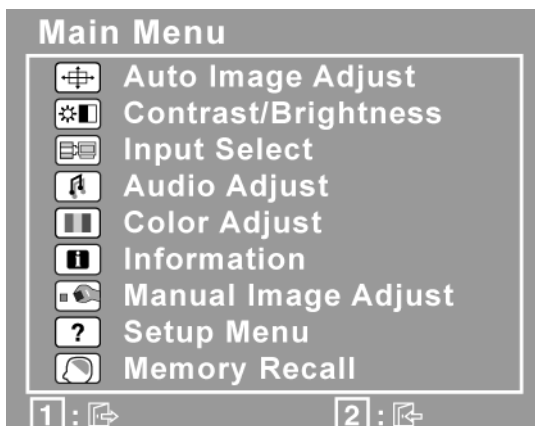 Main Menu
Auto Image Adjust
Contrast/Brightness
Input Select
Audio Adjust
Color Adjust
i Information
Manual Image Adjust
? Setup Menu
Memory Recall
1 : 2 :